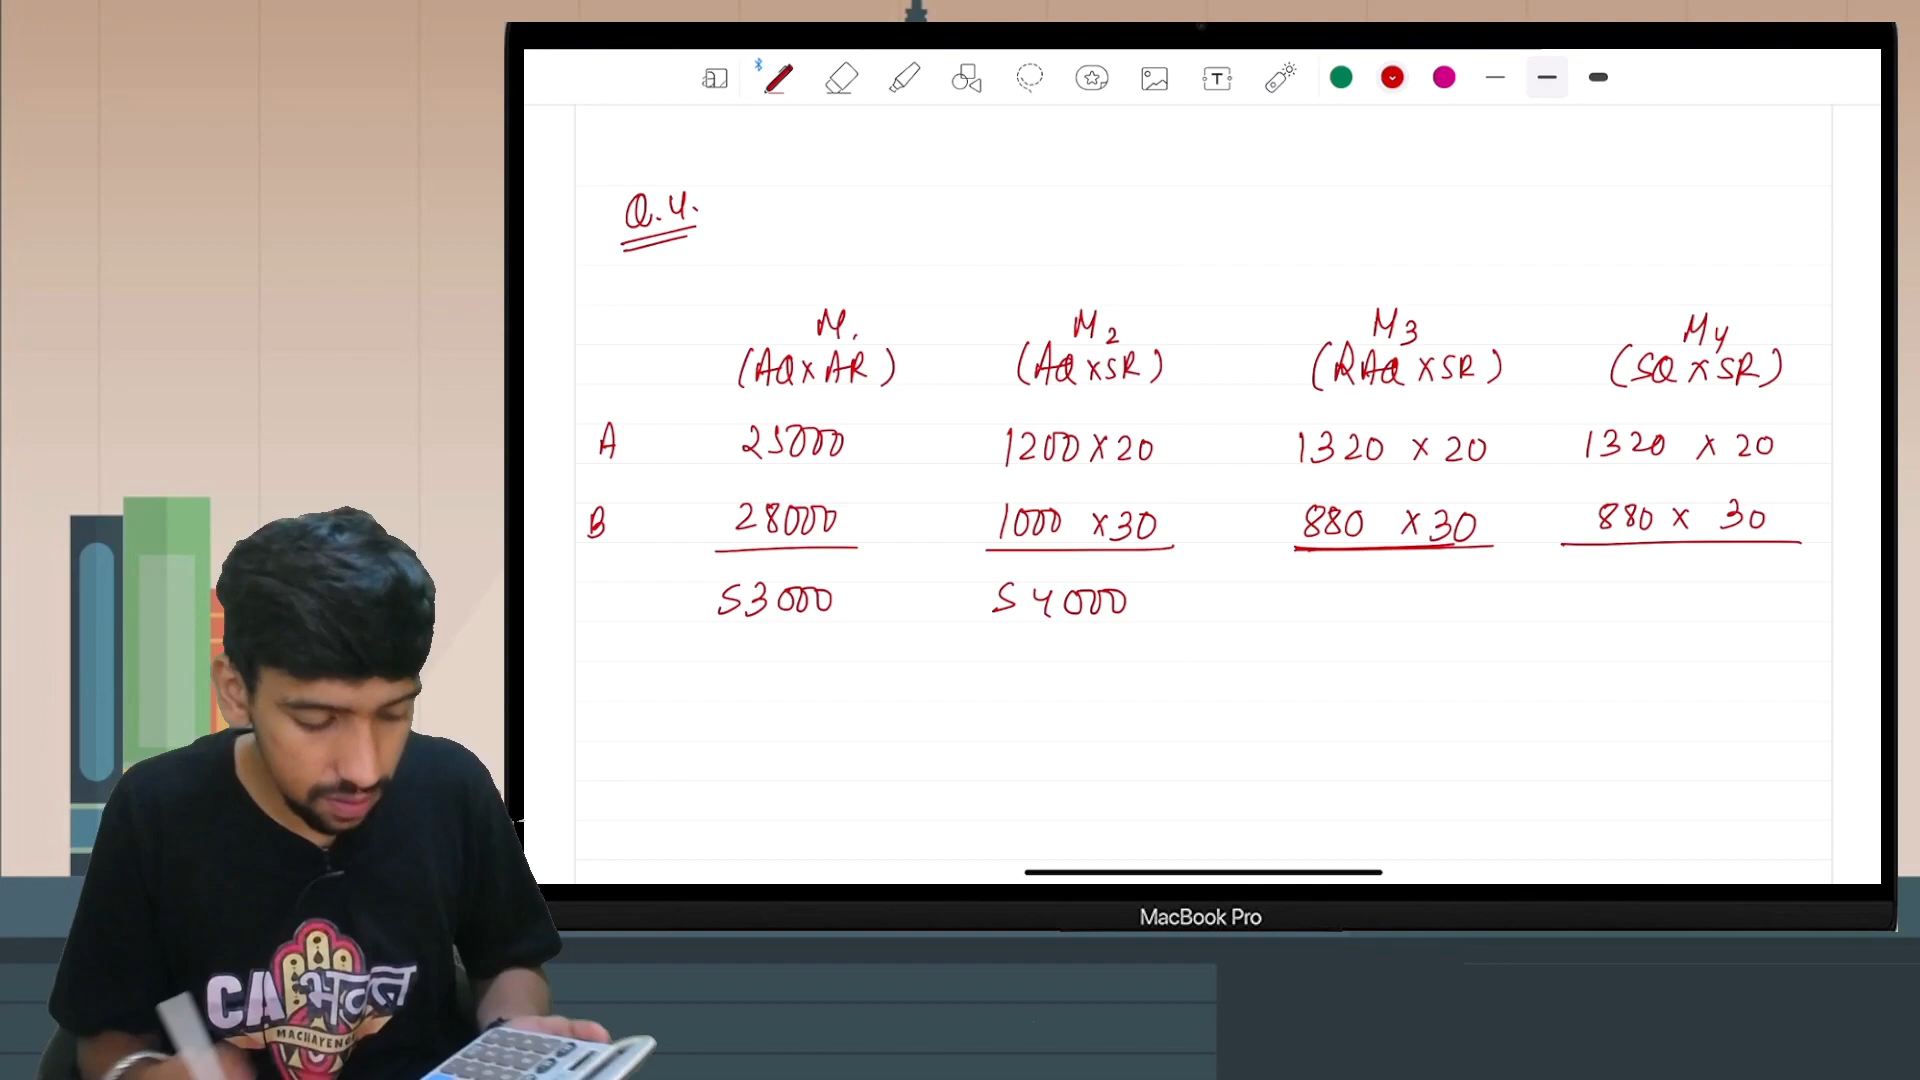 Q.4.
M1 M2 M3 M4
(AQ x AR) (AQ x SR) (RAQ x SR) (SQ x SR)
A 25000 1200 x 20 1320 x 20 1320 x 20
B 28000 1000 x 30 880 x 30 880 x 30
53000 54000
MacBook Pro
CA भक्त
MACHAYENGE